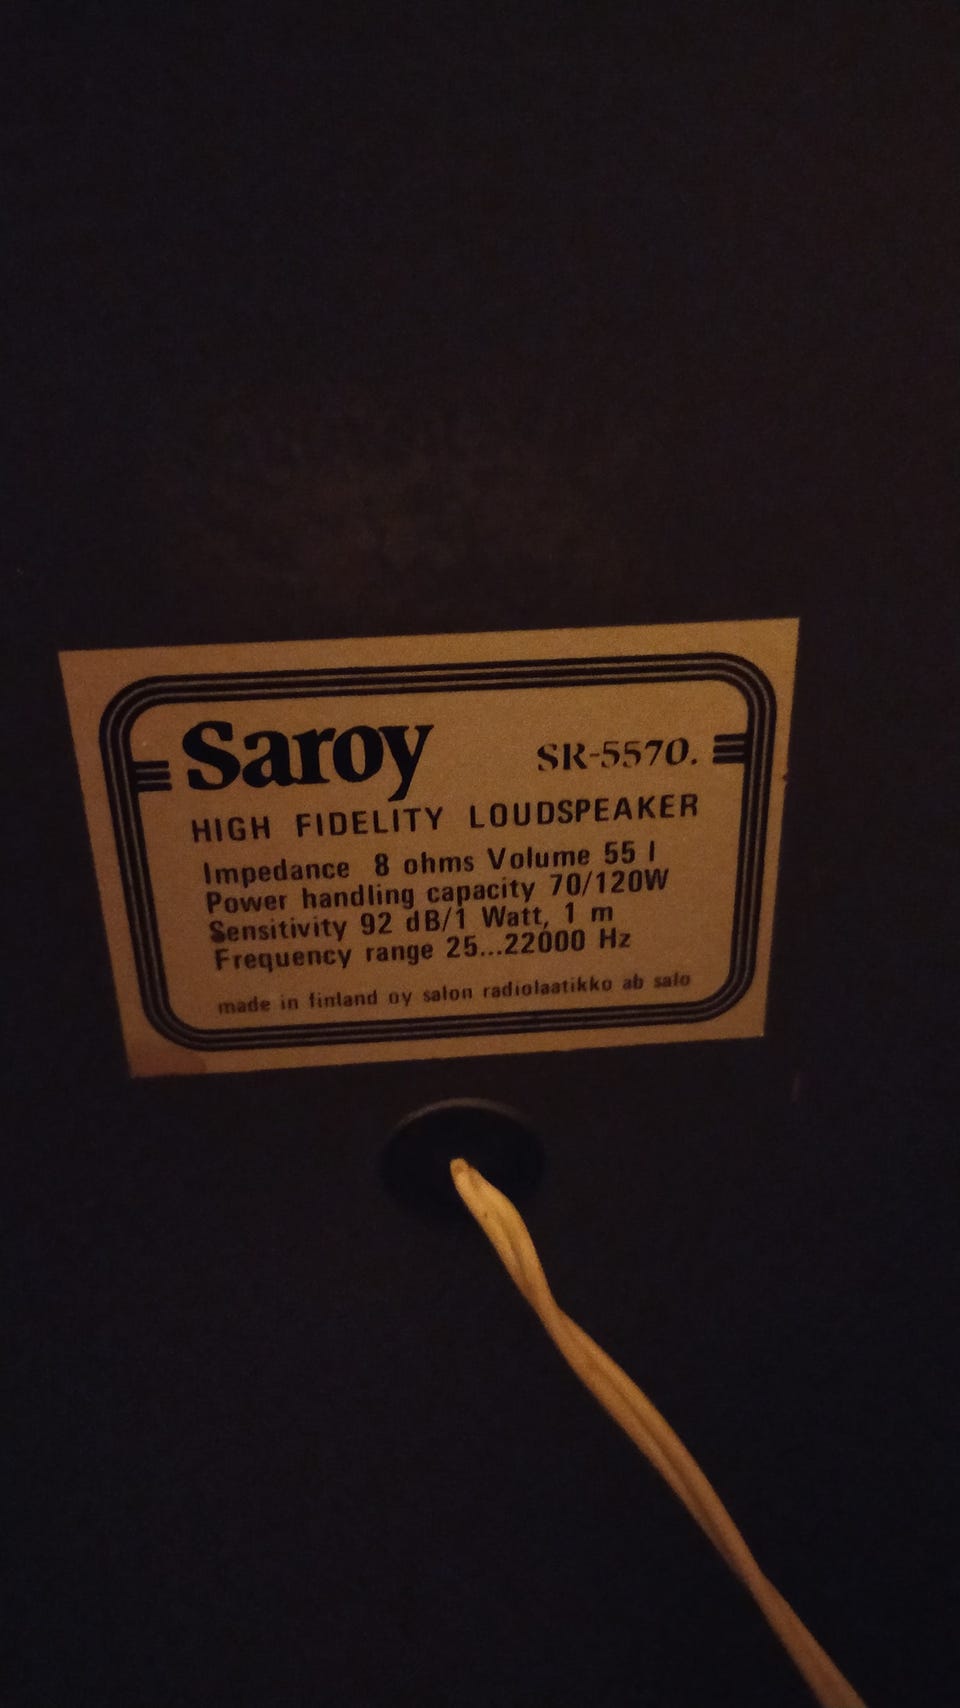 Saroy SR-5570.
HIGH FIDELITY LOUDSPEAKER
Impedance 8 ohms Volume 55 l
Power handling capacity 70/120W
Sensitivity 92 dB/1 Watt, 1 m
Frequency range 25...22000 Hz
made in finland oy salon radiolaatikko ab salo